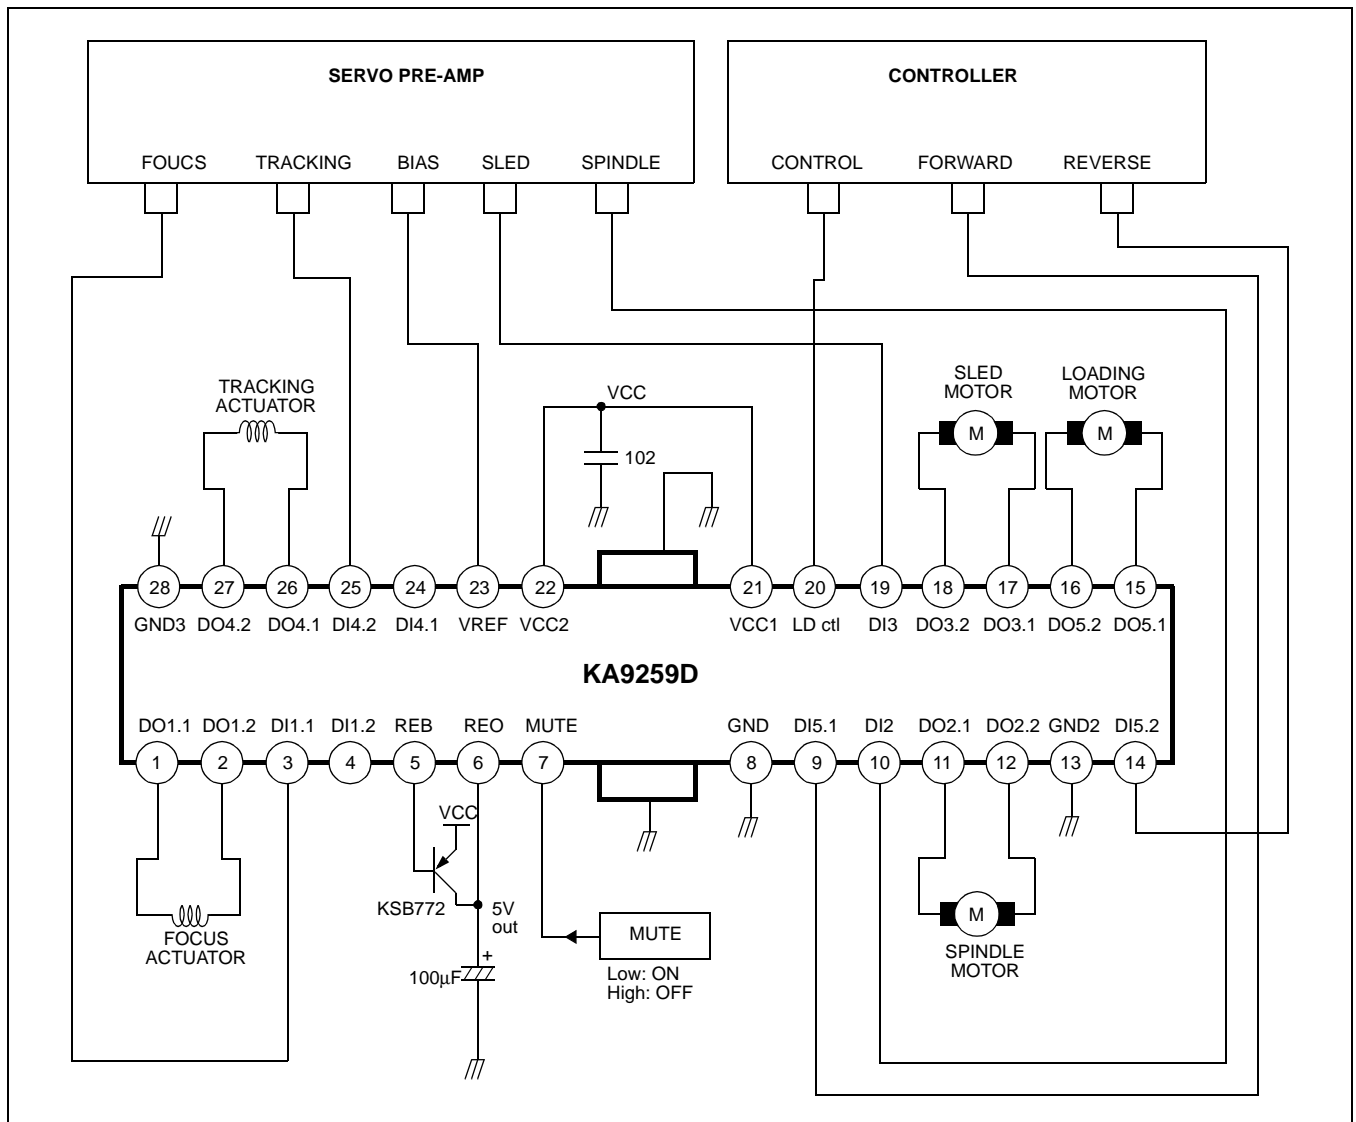 SERVO PRE-AMP
CONTROLLER
FOUCS TRACKING BIAS SLED SPINDLE
CONTROL FORWARD REVERSE
TRACKING
ACTUATOR
VCC
102
SLED
MOTOR
M
LOADING
MOTOR
M
28 27 26 25 24 23 22 21 20 19 18 17 16 15
GND3 DO4.2 DO4.1 DI4.2 DI4.1 VREF VCC2 VCC1 LD ctl DI3 DO3.2 DO3.1 DO5.2 DO5.1
KA9259D
DO1.1 DO1.2 DI1.1 DI1.2 REB REO MUTE GND DI5.1 DI2 DO2.1 DO2.2 GND2 DI5.2
1 2 3 4 5 6 7 8 9 10 11 12 13 14
VCC
KSB772
5V
out
+
100μF
FOCUS
ACTUATOR
MUTE
Low: ON
High: OFF
M
SPINDLE
MOTOR